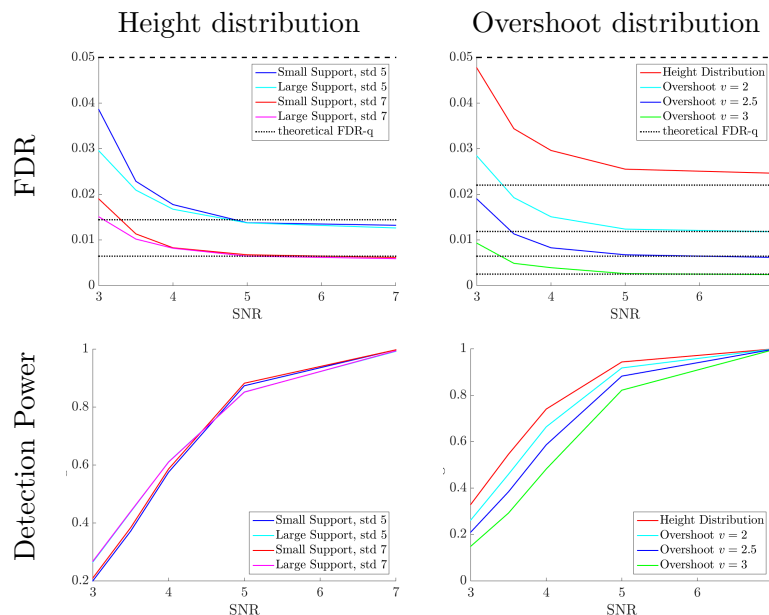 Height distribution
Overshoot distribution
FDR
0.05
0.04
0.03
0.02
0.01
0
3
4
5
6
7
SNR
Small Support, std 5
Large Support, std 5
Small Support, std 7
Large Support, std 7
theoretical FDR-q
0.05
0.04
0.03
0.02
0.01
0
3
4
5
6
SNR
Height Distribution
Overshoot v = 2
Overshoot v = 2.5
Overshoot v = 3
theoretical FDR-q
Detection Power
1
0.8
0.6
0.4
0.2
3
4
5
6
7
SNR
Small Support, std 5
Large Support, std 5
Small Support, std 7
Large Support, std 7
1
0.8
0.6
0.4
0.2
0
3
4
5
6
SNR
Height Distribution
Overshoot v = 2
Overshoot v = 2.5
Overshoot v = 3